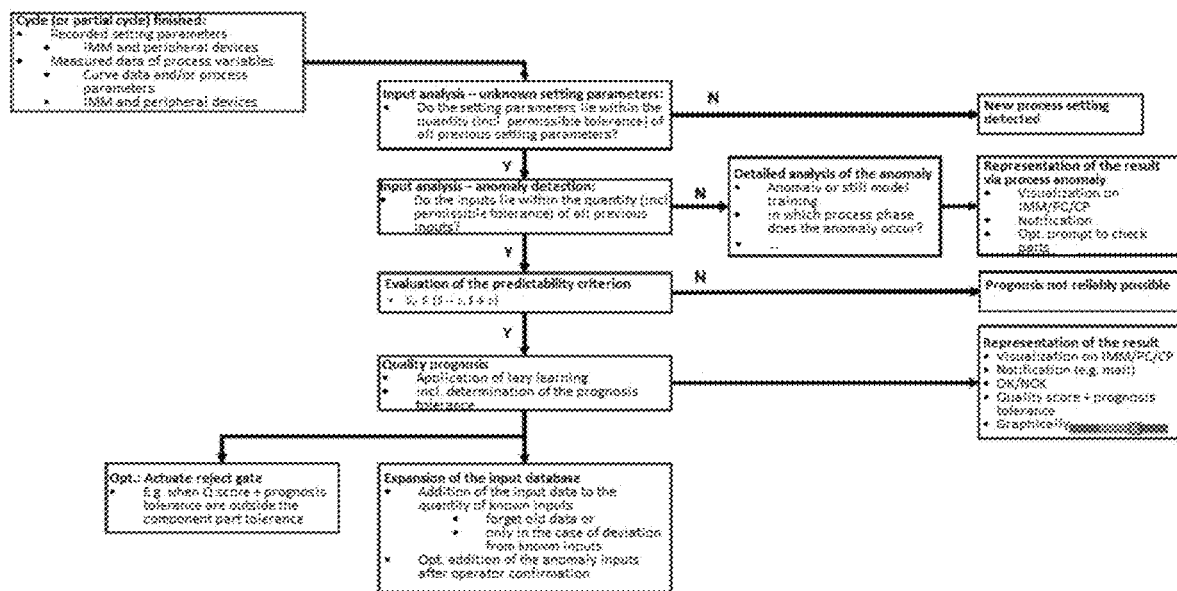 Cycle (or partial cycle) finished:
Recorded setting parameters
IMM and peripheral devices
Measured data of process variables
Curve data and/or process
parameters
IMM and peripheral devices
Input analysis – unknown setting parameters:
Do the setting parameters lie within the
quantity (incl. permissible tolerance) of
all previous setting parameters?
N
New process setting
detected
Y
Input analysis – anomaly detection:
Do the inputs lie within the quantity (incl.
permissible tolerance) of all previous
inputs?
N
Detailed analysis of the anomaly
Anomaly or still model
training
in which process phase
does the anomaly occur?
...
Representation of the result
via process anomaly
Visualization on
IMM/PC/CP
Notification
Opt. prompt to check
parts
Y
Evaluation of the predictability criterion
N
Prognosis not reliably possible
Y
Quality prognosis
Application of lazy learning
incl. determination of the prognosis
tolerance
Representation of the result
Visualization on IMM/PC/CP
Notification (e.g. mail)
OK/NOK
Quality score + prognosis
tolerance
Graphically
Opt.: Actuate reject gate
E.g. when Q score + prognosis
tolerance are outside the
component part tolerance
Expansion of the input database
Addition of the input data to the
quantity of known inputs
forget old data or
only in the case of deviation
from known inputs
Opt. addition of the anomaly inputs
after operator confirmation